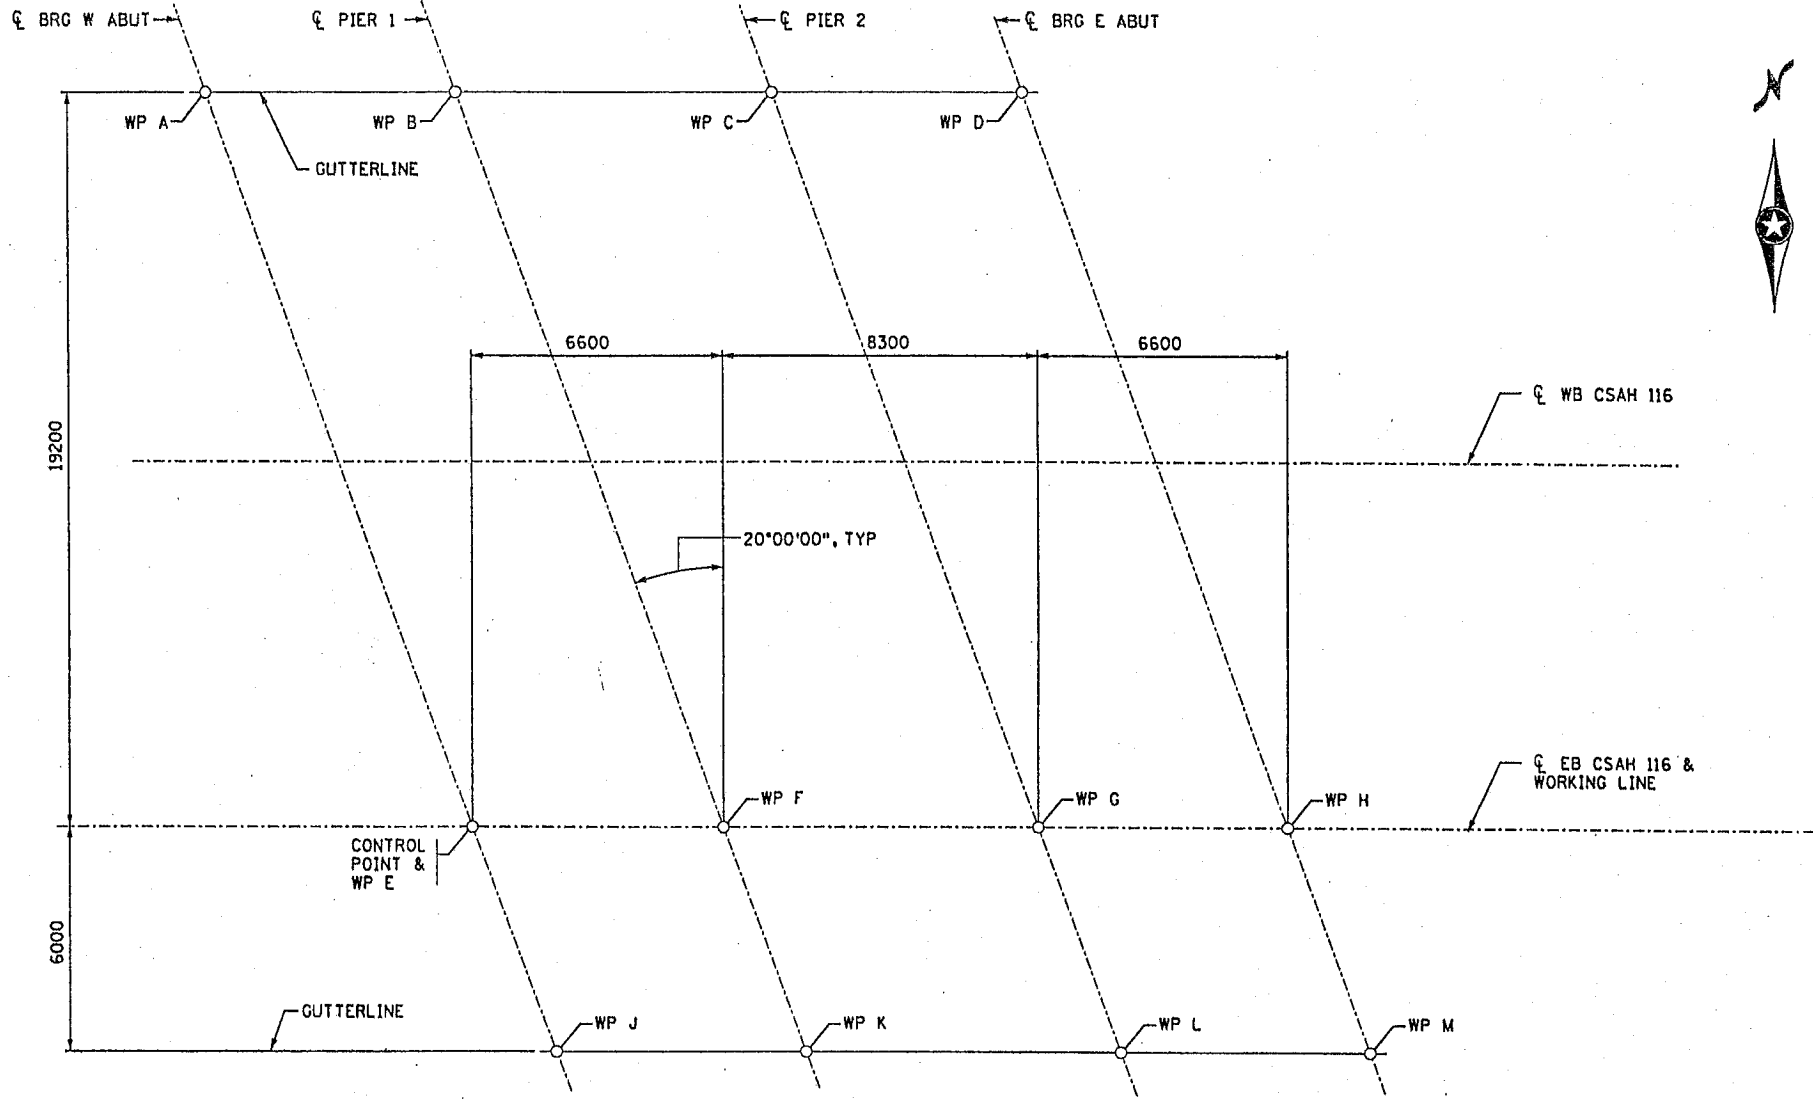 ℄ BRG W ABUT
℄ PIER 1
℄ PIER 2
℄ BRG E ABUT
N
WP A
WP B
WP C
WP D
GUTTERLINE
6600
8300
6600
℄ WB CSAH 116
19200
20°00'00", TYP
℄ EB CSAH 116 &
WORKING LINE
WP F
WP G
WP H
CONTROL
POINT &
WP E
6000
GUTTERLINE
WP J
WP K
WP L
WP M